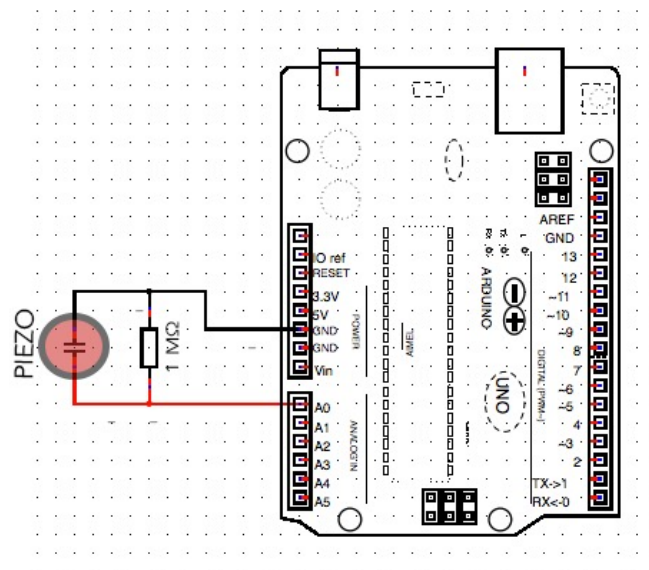 PIEZO
1 MΩ
IO ref
RESET
3.3V
5V
GND
GND
Vin
POWER
A0
A1
A2
A3
A4
A5
ANALOG IN
ATMEL
ARDUINO
UNO
RX
TX
L
AREF
GND
13
12
~11
~10
~9
8
7
~6
~5
4
~3
2
TX->1
RX<-0
DIGITAL (PWM~)